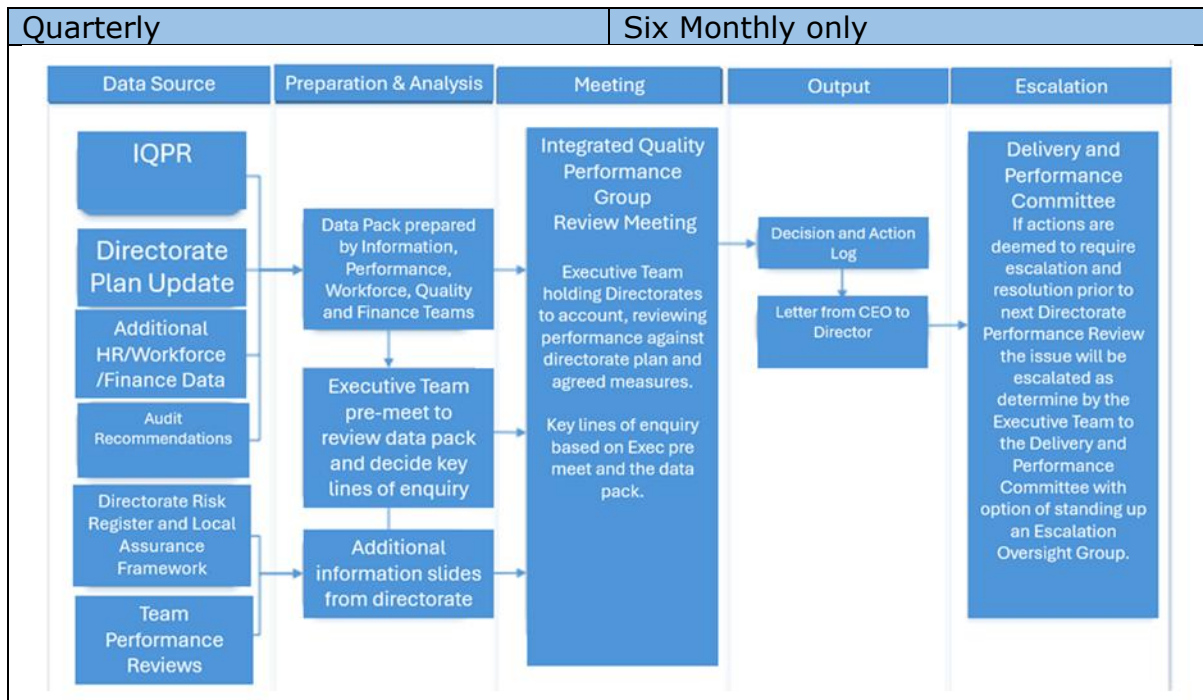 Quarterly
Six Monthly only
Data Source
Preparation & Analysis
Meeting
Output
Escalation
IQPR
Directorate
Plan Update
Additional
HR/Workforce
/Finance Data
Audit
Recommendations
Directorate Risk
Register and Local
Assurance
Framework
Team
Performance
Reviews
Data Pack prepared
by Information,
Performance,
Workforce, Quality
and Finance Teams
Executive Team
pre-meet to
review data pack
and decide key
lines of enquiry
Additional
information slides
from directorate
Integrated Quality
Performance
Group
Review Meeting
Executive Team
holding Directorates
to account, reviewing
performance against
directorate plan and
agreed measures.
Key lines of enquiry
based on Exec pre
meet and the data
pack.
Decision and Action
Log
Letter from CEO to
Director
Delivery and
Performance
Committee
If actions are
deemed to require
escalation and
resolution prior to
next Directorate
Performance Review
the issue will be
escalated as
determine by the
Executive Team to
the Delivery and
Performance
Committee with
option of standing up
an Escalation
Oversight Group.